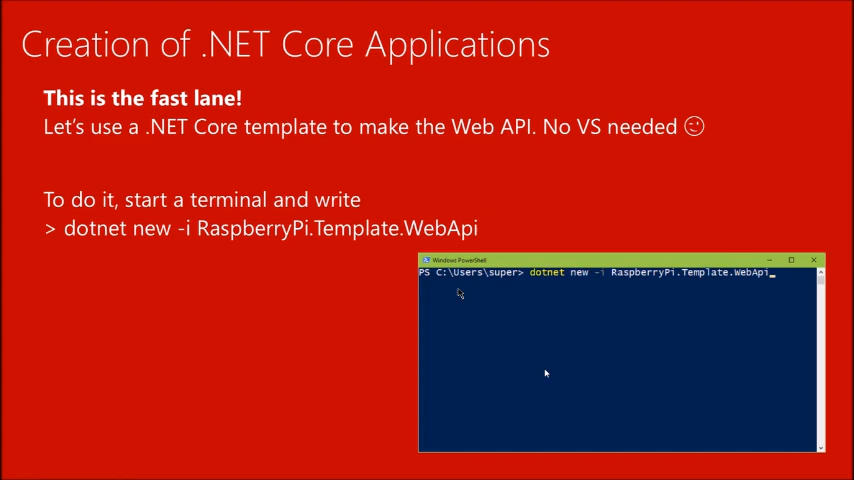 Creation of .NET Core Applications
This is the fast lane!
Let's use a .NET Core template to make the Web API. No VS needed 😉
To do it, start a terminal and write
> dotnet new -i RaspberryPi.Template.WebApi
Windows PowerShell
PS C:\Users\super> dotnet new -i RaspberryPi.Template.WebApi_